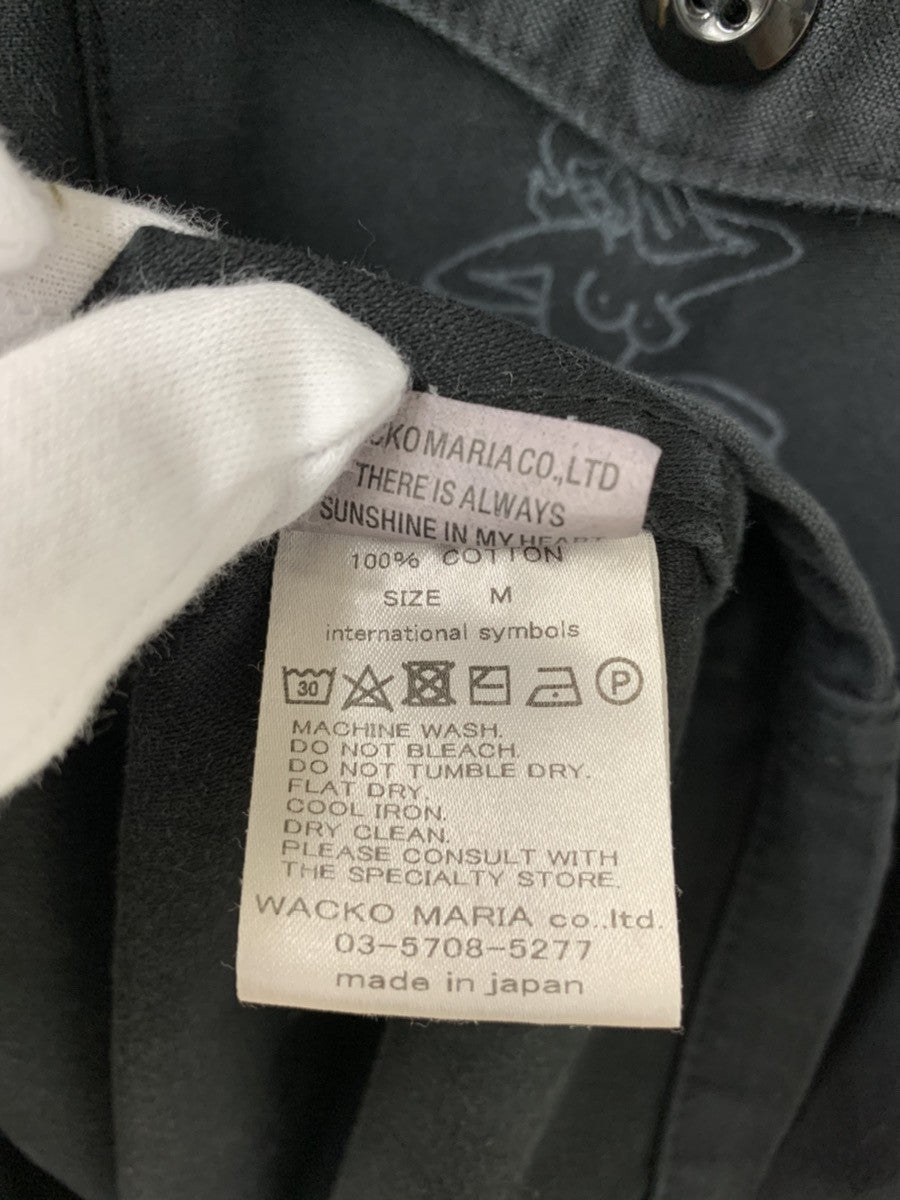 CKO MARIA CO., LTD
THERE IS ALWAYS
SUNSHINE IN MY HEART
100% COTTON
SIZE M
international symbols
30
P
MACHINE WASH.
DO NOT BLEACH.
DO NOT TUMBLE DRY.
FLAT DRY.
COOL IRON.
DRY CLEAN.
PLEASE CONSULT WITH
THE SPECIALTY STORE.
WACKO MARIA co.,ltd.
03-5708-5277
made in japan